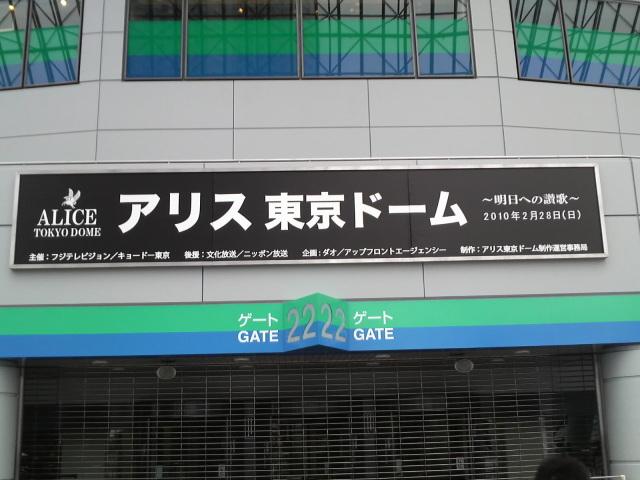 ALICE
TOKYO DOME
アリス 東京ドーム
～明日への讃歌～
2010年2月28日(日)
主催：フジテレビジョン／キョードー東京　後援：文化放送／ニッポン放送　企画：ダオ／アップフロントエージェンシー　制作：アリス東京ドーム制作運営事務局
ゲート 22 22 ゲート
GATE GATE